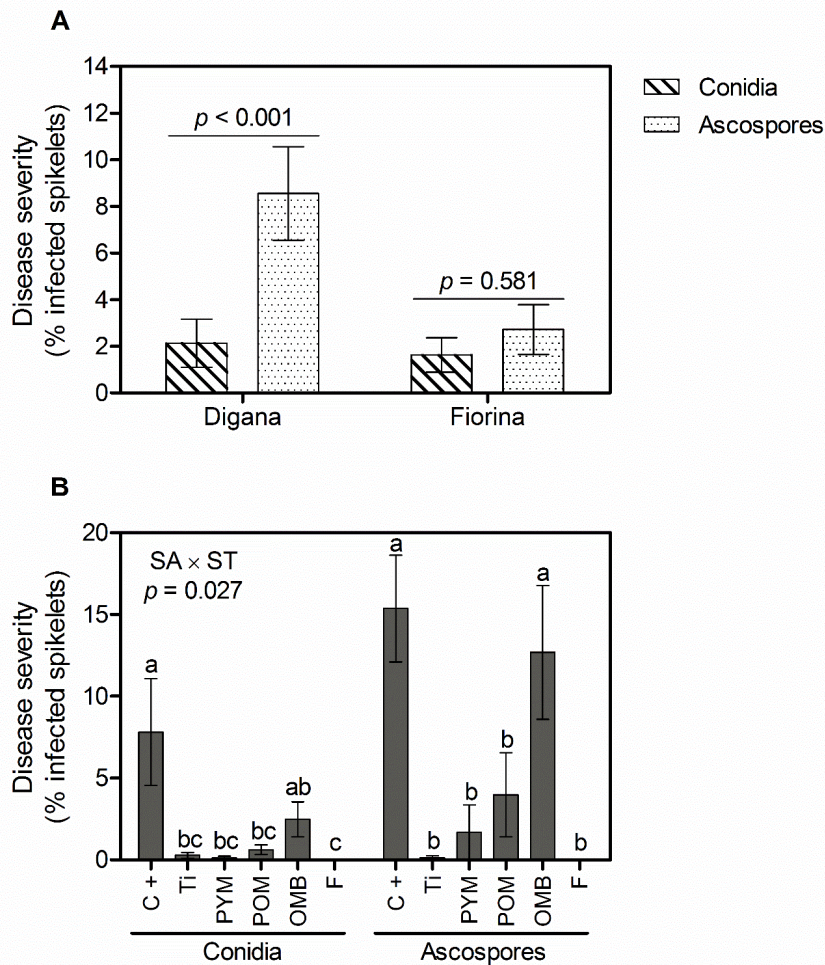 A
Disease severity
(% infected spikelets)
14
12
10
8
6
4
2
0
p < 0.001
p = 0.581
Digana
Fiorina
Conidia
Ascospores
B
Disease severity
(% infected spikelets)
20
15
10
5
0
SA × ST
p = 0.027
a
bc
bc
bc
ab
c
a
b
b
b
a
b
C +
Ti
PYM
POM
OMB
F
C +
Ti
PYM
POM
OMB
F
Conidia
Ascospores